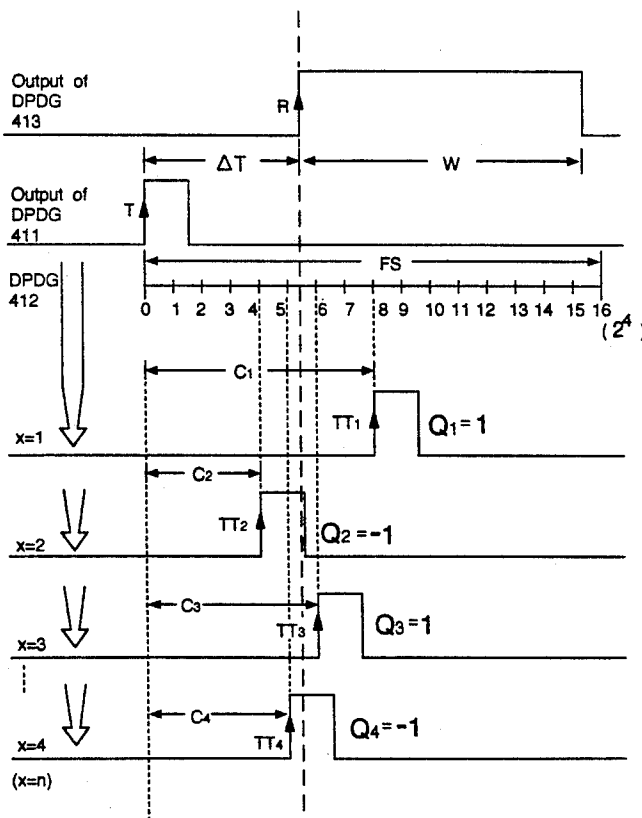 Output of
DPDG
413
R
ΔT
W
Output of
DPDG
411
T
FS
DPDG
412
0 1 2 3 4 5 6 7 8 9 10 11 12 13 14 15 16
(2⁴)
C₁
TT₁
Q₁=1
x=1
C₂
TT₂
Q₂=-1
x=2
C₃
TT₃
Q₃=1
x=3
C₄
TT₄
Q₄=-1
x=4
(x=n)